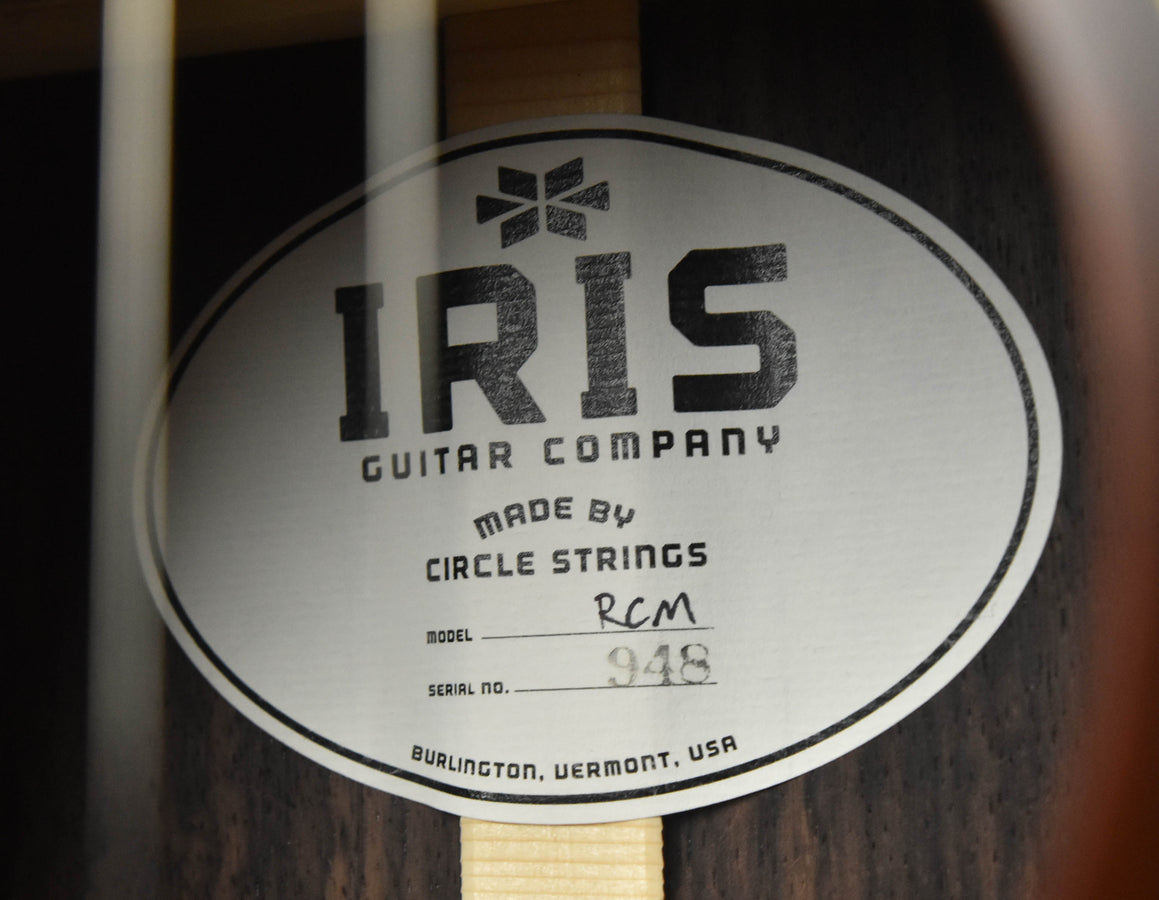 IRIS
GUITAR COMPANY
MADE BY
CIRCLE STRINGS
MODEL RCM
SERIAL NO. 948
BURLINGTON, VERMONT, USA